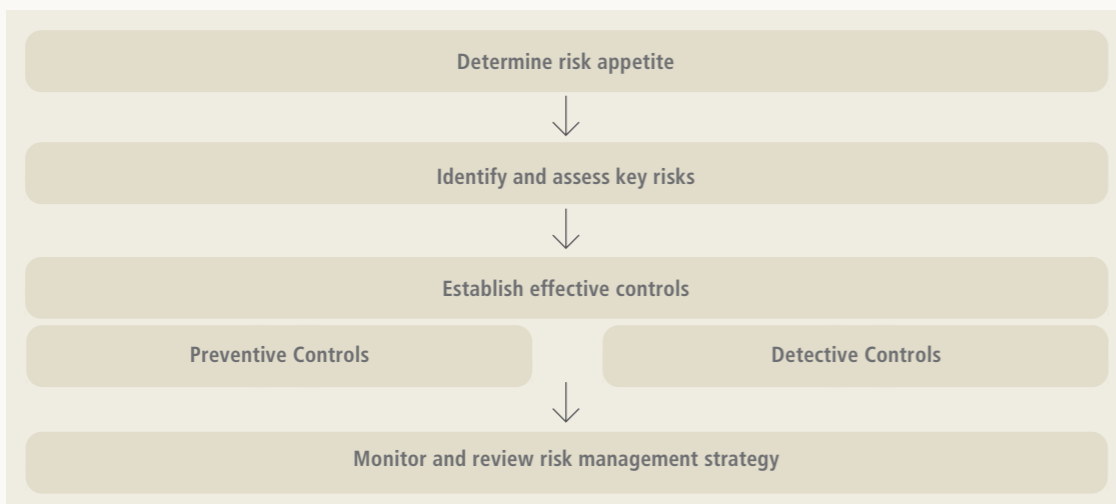 Determine risk appetite
Identify and assess key risks
Establish effective controls
Preventive Controls
Detective Controls
Monitor and review risk management strategy